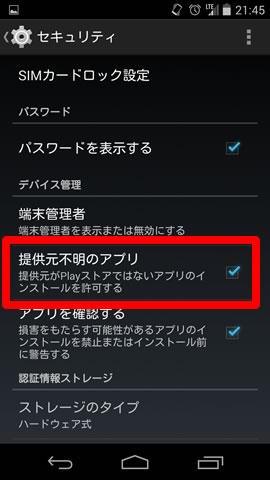 21:45
セキュリティ
SIMカードロック設定
パスワード
パスワードを表示する
デバイス管理
端末管理者
端末管理者を表示または無効にする
提供元不明のアプリ
提供元がPlayストアではないアプリのイ
ンストールを許可する
アプリを確認する
損害をもたらす可能性があるアプリのイ
ンストールを禁止またはインストール前
に警告する
認証情報ストレージ
ストレージのタイプ
ハードウェア式